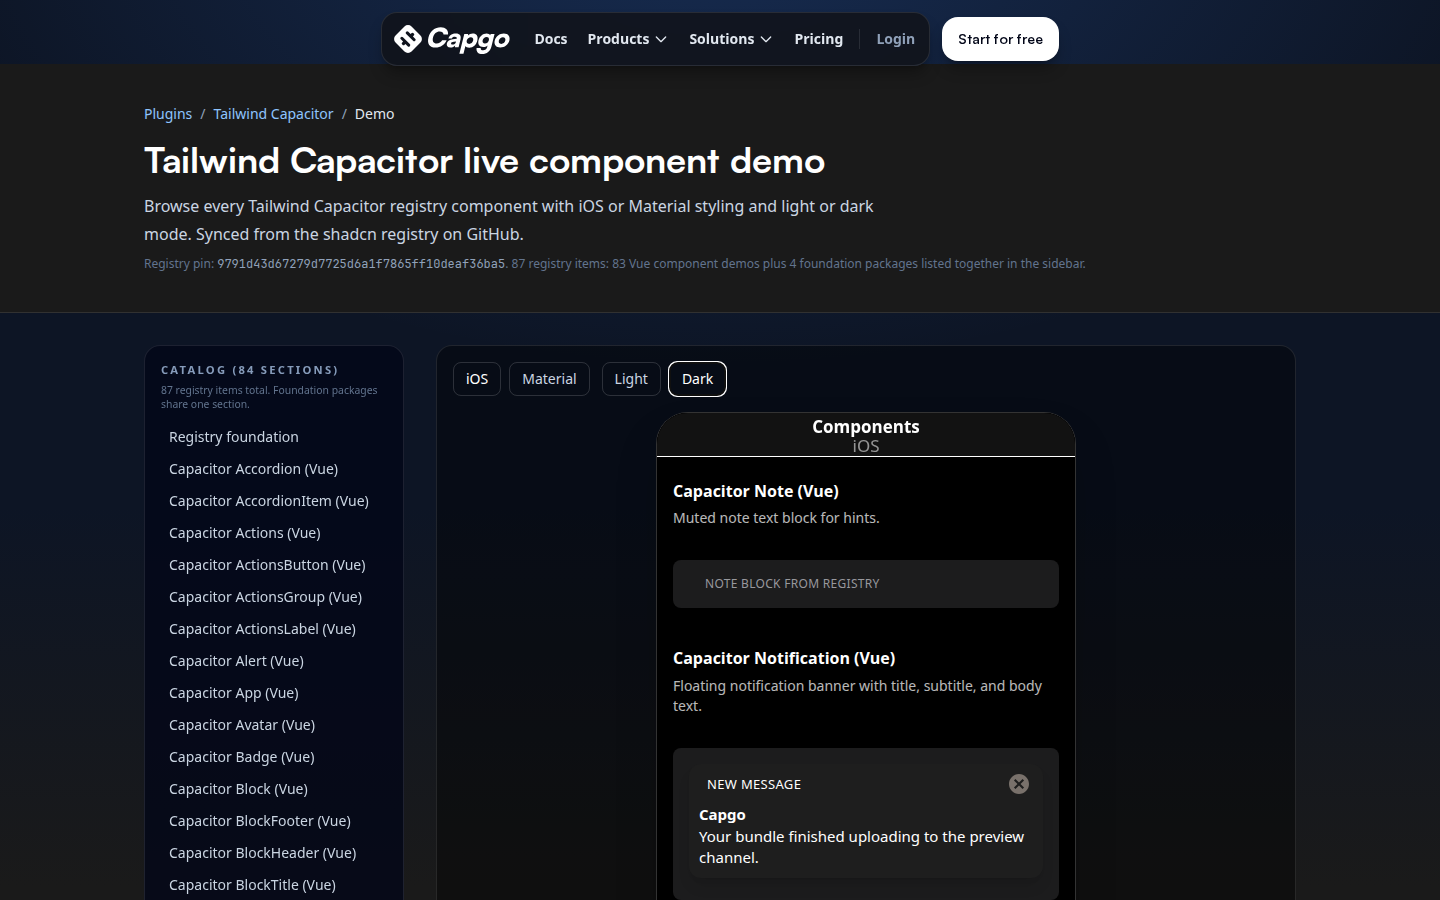 Capgo
Docs
Products
Solutions
Pricing
Login
Start for free
Plugins / Tailwind Capacitor / Demo
Tailwind Capacitor live component demo
Browse every Tailwind Capacitor registry component with iOS or Material styling and light or dark
mode. Synced from the shadcn registry on GitHub.
Registry pin: 9791d43d67279d7725d6a1f7865ff10deaf36ba5. 87 registry items: 83 Vue component demos plus 4 foundation packages listed together in the sidebar.
CATALOG (84 SECTIONS)
87 registry items total. Foundation packages
share one section.
Registry foundation
Capacitor Accordion (Vue)
Capacitor AccordionItem (Vue)
Capacitor Actions (Vue)
Capacitor ActionsButton (Vue)
Capacitor ActionsGroup (Vue)
Capacitor ActionsLabel (Vue)
Capacitor Alert (Vue)
Capacitor App (Vue)
Capacitor Avatar (Vue)
Capacitor Badge (Vue)
Capacitor Block (Vue)
Capacitor BlockFooter (Vue)
Capacitor BlockHeader (Vue)
Capacitor BlockTitle (Vue)
iOS
Material
Light
Dark
Components
iOS
Capacitor Note (Vue)
Muted note text block for hints.
NOTE BLOCK FROM REGISTRY
Capacitor Notification (Vue)
Floating notification banner with title, subtitle, and body
text.
NEW MESSAGE
Capgo
Your bundle finished uploading to the preview
channel.